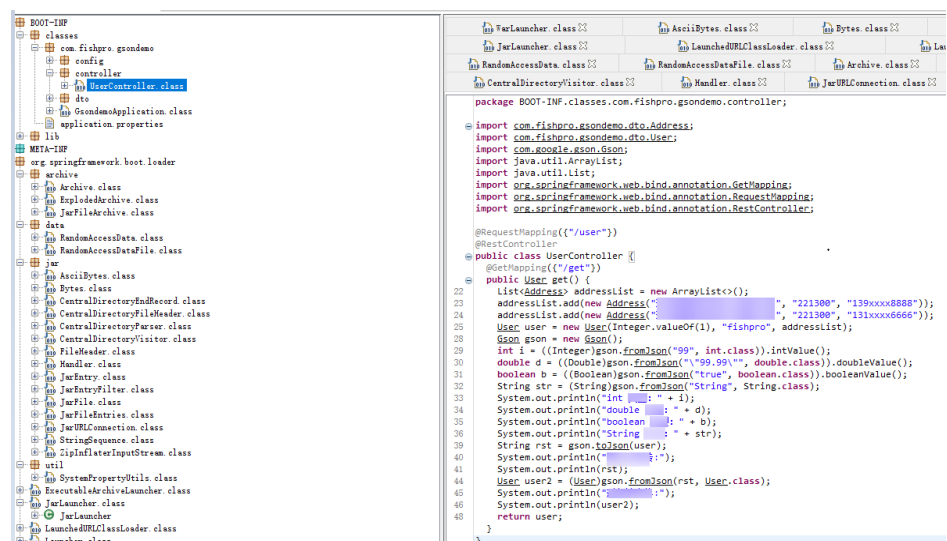 BOOT-INF
classes
com.fishpro.gsondemo
config
controller
UserController.class
dto
GsondemoApplication.class
application.properties
lib
META-INF
org.springframework.boot.loader
archive
Archive.class
ExplodedArchive.class
JarFileArchive.class
data
RandomAccessData.class
RandomAccessDataFile.class
jar
AsciiBytes.class
Bytes.class
CentralDirectoryEndRecord.class
CentralDirectoryFileHeader.class
CentralDirectoryParser.class
CentralDirectoryVisitor.class
FileHeader.class
Handler.class
JarEntry.class
JarEntryFilter.class
JarFile.class
JarFileEntries.class
JarURLConnection.class
StringSequence.class
ZipInflaterInputStream.class
util
SystemPropertyUtils.class
ExecutableArchiveLauncher.class
JarLauncher.class
JarLauncher
LaunchedURLClassLoader.class
Launcher.class
WarLauncher.class AsciiBytes.class Bytes.class
JarLauncher.class LaunchedURLClassLoader.class Lau
RandomAccessData.class RandomAccessDataFile.class Archive.class
CentralDirectoryVisitor.class Handler.class JarURLConnection.class
package BOOT-INF.classes.com.fishpro.gsondemo.controller;
import com.fishpro.gsondemo.dto.Address;
import com.fishpro.gsondemo.dto.User;
import com.google.gson.Gson;
import java.util.ArrayList;
import java.util.List;
import org.springframework.web.bind.annotation.GetMapping;
import org.springframework.web.bind.annotation.RequestMapping;
import org.springframework.web.bind.annotation.RestController;
@RequestMapping({"/user"})
@RestController
public class UserController {
@GetMapping({"/get"})
public User get() {
22 List<Address> addressList = new ArrayList<>();
23 addressList.add(new Address("", "221300", "139xxxx8888"));
24 addressList.add(new Address("", "221300", "131xxxx6666"));
25 User user = new User(Integer.valueOf(1), "fishpro", addressList);
28 Gson gson = new Gson();
29 int i = ((Integer)gson.fromJson("99", int.class)).intValue();
30 double d = ((Double)gson.fromJson("\"99.99\"", double.class)).doubleValue();
31 boolean b = ((Boolean)gson.fromJson("true", boolean.class)).booleanValue();
32 String str = (String)gson.fromJson("String", String.class);
33 System.out.println("int : " + i);
34 System.out.println("double : " + d);
35 System.out.println("boolean : " + b);
36 System.out.println("String : " + str);
39 String rst = gson.toJson(user);
40 System.out.println(":");
41 System.out.println(rst);
44 User user2 = (User)gson.fromJson(rst, User.class);
45 System.out.println(":");
46 System.out.println(user2);
48 return user;
}
}